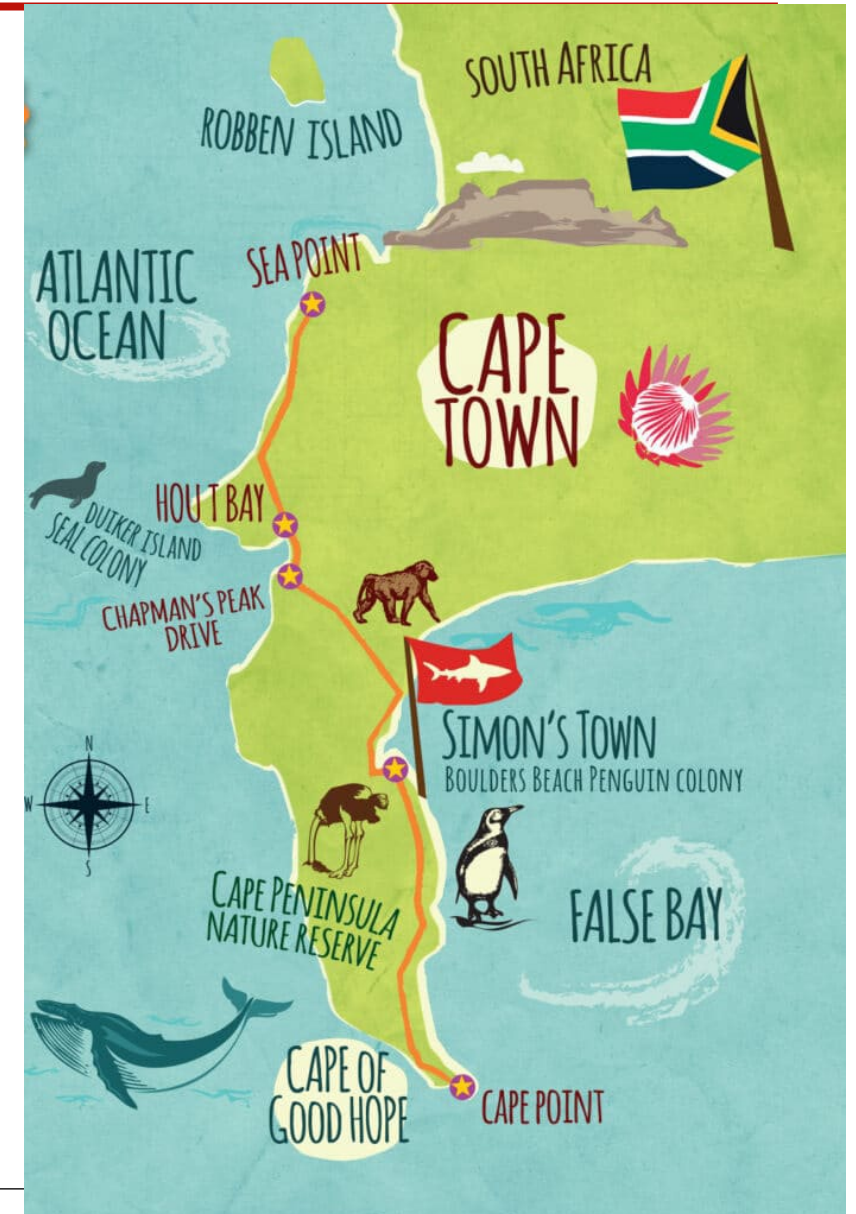 SOUTH AFRICA
ROBBEN ISLAND
SEA POINT
ATLANTIC
OCEAN
CAPE
TOWN
HOUT BAY
DUIKER ISLAND
SEAL COLONY
CHAPMAN'S PEAK
DRIVE
SIMON'S TOWN
BOULDERS BEACH PENGUIN COLONY
N
W
E
S
CAPE PENINSULA
NATURE RESERVE
FALSE BAY
CAPE OF
GOOD HOPE
CAPE POINT